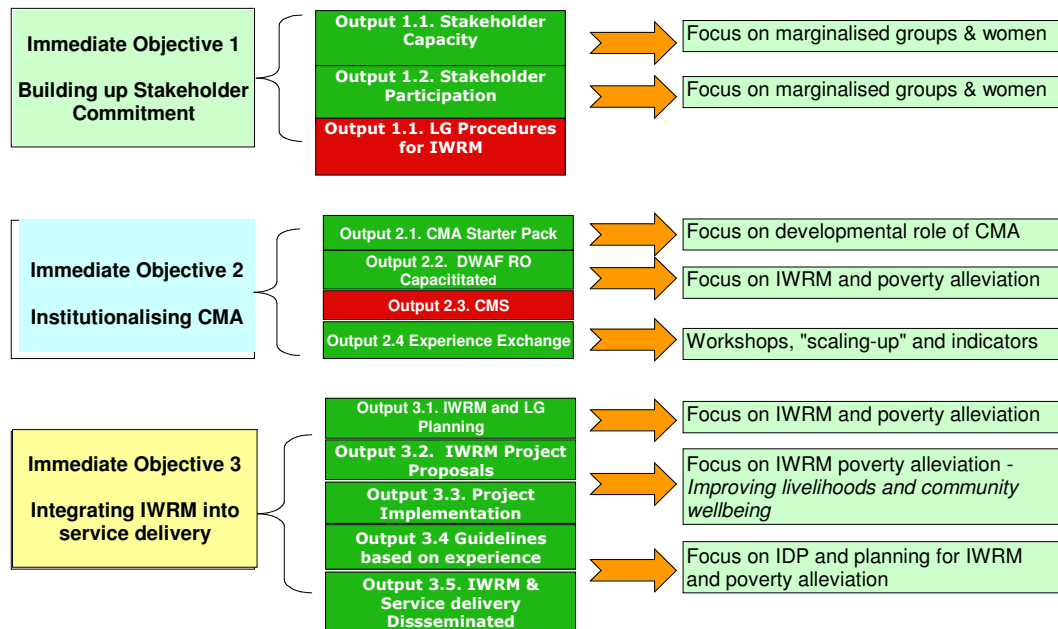 Immediate Objective 1
Building up Stakeholder
Commitment
Output 1.1. Stakeholder
Capacity
Output 1.2. Stakeholder
Participation
Output 1.1. LG Procedures
for IWRM
Focus on marginalised groups & women
Focus on marginalised groups & women
Immediate Objective 2
Institutionalising CMA
Output 2.1. CMA Starter Pack
Output 2.2. DWAF RO
Capacititated
Output 2.3. CMS
Output 2.4 Experience Exchange
Focus on developmental role of CMA
Focus on IWRM and poverty alleviation
Workshops, "scaling-up" and indicators
Immediate Objective 3
Integrating IWRM into
service delivery
Output 3.1. IWRM and LG
Planning
Output 3.2. IWRM Project
Proposals
Output 3.3. Project
Implementation
Output 3.4 Guidelines
based on experience
Output 3.5. IWRM &
Service delivery
Dissseminated
Focus on IWRM and poverty alleviation
Focus on IWRM poverty alleviation -
Improving livelihoods and community
wellbeing
Focus on IDP and planning for IWRM
and poverty alleviation